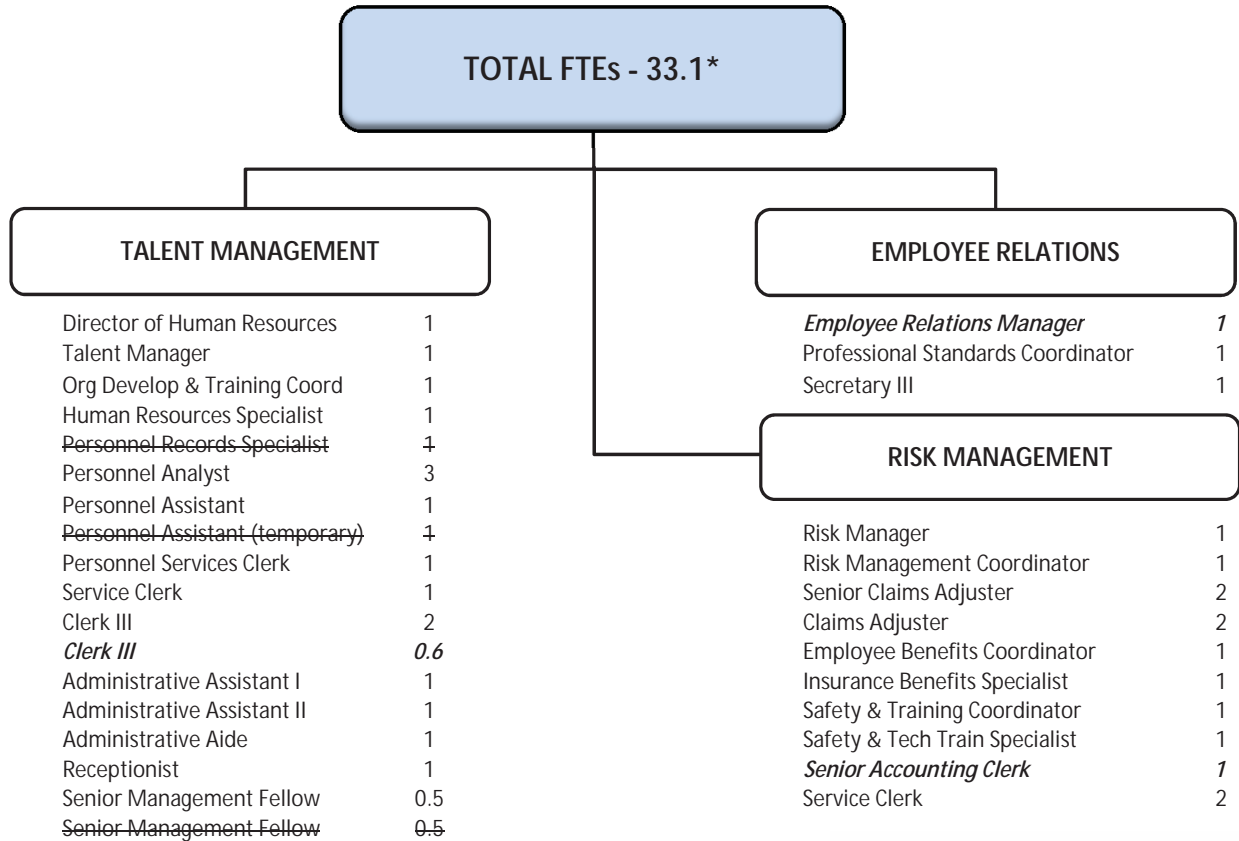 TOTAL FTEs - 33.1*
TALENT MANAGEMENT
Director of Human Resources 1
Talent Manager 1
Org Develop & Training Coord 1
Human Resources Specialist 1
Personnel Records Specialist 1
Personnel Analyst 3
Personnel Assistant 1
Personnel Assistant (temporary) 1
Personnel Services Clerk 1
Service Clerk 1
Clerk III 2
Clerk III 0.6
Administrative Assistant I 1
Administrative Assistant II 1
Administrative Aide 1
Receptionist 1
Senior Management Fellow 0.5
Senior Management Fellow 0.5
EMPLOYEE RELATIONS
Employee Relations Manager 1
Professional Standards Coordinator 1
Secretary III 1
RISK MANAGEMENT
Risk Manager 1
Risk Management Coordinator 1
Senior Claims Adjuster 2
Claims Adjuster 2
Employee Benefits Coordinator 1
Insurance Benefits Specialist 1
Safety & Training Coordinator 1
Safety & Tech Train Specialist 1
Senior Accounting Clerk 1
Service Clerk 2